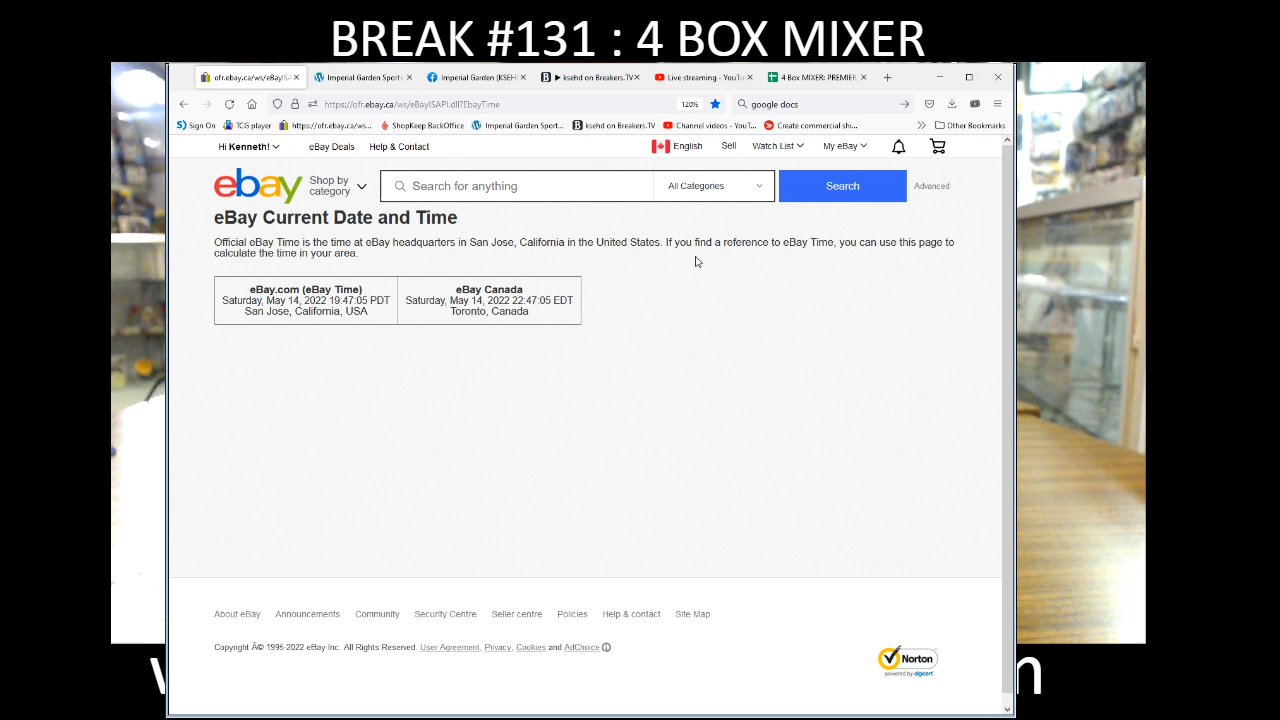 BREAK #131 : 4 BOX MIXER
ofr.ebay.ca/ws/eBayISA
Imperial Garden Sport
Imperial Garden (KSEH
ksehd on Breakers.TV
Live streaming - YouTu
4 Box MIXER: PREMIER
https://ofr.ebay.ca/ws/eBayISAPI.dll?EbayTime
120%
google docs
Sign On
TCG player
https://ofr.ebay.ca/ws...
ShopKeep BackOffice
Imperial Garden Sport...
ksehd on Breakers.TV
Channel videos - YouT...
Create commercial shi...
Other Bookmarks
Hi Kenneth!
eBay Deals
Help & Contact
English
Sell
Watch List
My eBay
ebay
Shop by
category
Search for anything
All Categories
Search
Advanced
eBay Current Date and Time
Official eBay Time is the time at eBay headquarters in San Jose, California in the United States. If you find a reference to eBay Time, you can use this page to
calculate the time in your area.
eBay.com (eBay Time)
Saturday, May 14, 2022 19:47:05 PDT
San Jose, California, USA
eBay Canada
Saturday, May 14, 2022 22:47:05 EDT
Toronto, Canada
About eBay
Announcements
Community
Security Centre
Seller centre
Policies
Help & contact
Site Map
Copyright Â© 1995-2022 eBay Inc. All Rights Reserved. User Agreement, Privacy, Cookies and AdChoice
Norton
powered by digicert